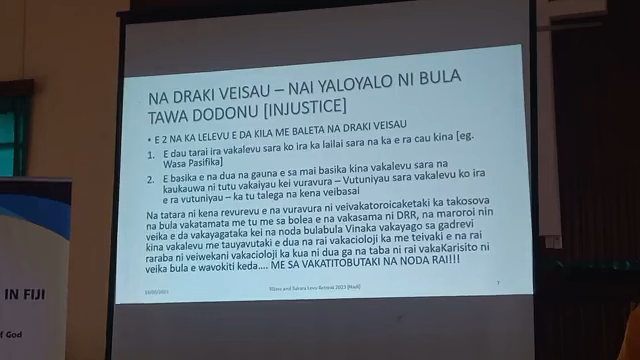 NA DRAKI VEISAU – NAI YALOYALO NI BULA
TAWA DODONU [INJUSTICE]
• E 2 NA KA LELEVU E DA KILA ME BALETA NA DRAKI VEISAU
1. E dau tarai ira vakalevu sara ko ira ka lailai sara na ka e ra cau kina [eg.
Wasa Pasifika]
2. E basika e na dua na gauna e sa mai basika kina vakalevu sara na
kaukauwa ni tutu vakaiyau kei vuravura – Vutuniyau sara vakalevu ko ira
e ra vutuniyau – ka tu talega na kena veibasai
Na tatara ni kena revurevu e na vuravura ni veivakatoroicaketaki ka takosova
na bula vakatamata me tu me sa bolea e na vakasama ni DRR, na maroroi nin
veika e da vakayagataka kei na noda bulabula Vinaka vakayago sa gadrevi
kina vakalevu me tauyavutaki e dua na rai vakacioloji ka me teivaki e na rai
raraba ni veiwekani vakacioloji ka kua ni dua ga na taba ni rai vakaKarisito ni
veika bula e wavokiti keda.... ME SA VAKATITOBUTAKI NA NODA RAI!!!!
7
IN FIJI
of God